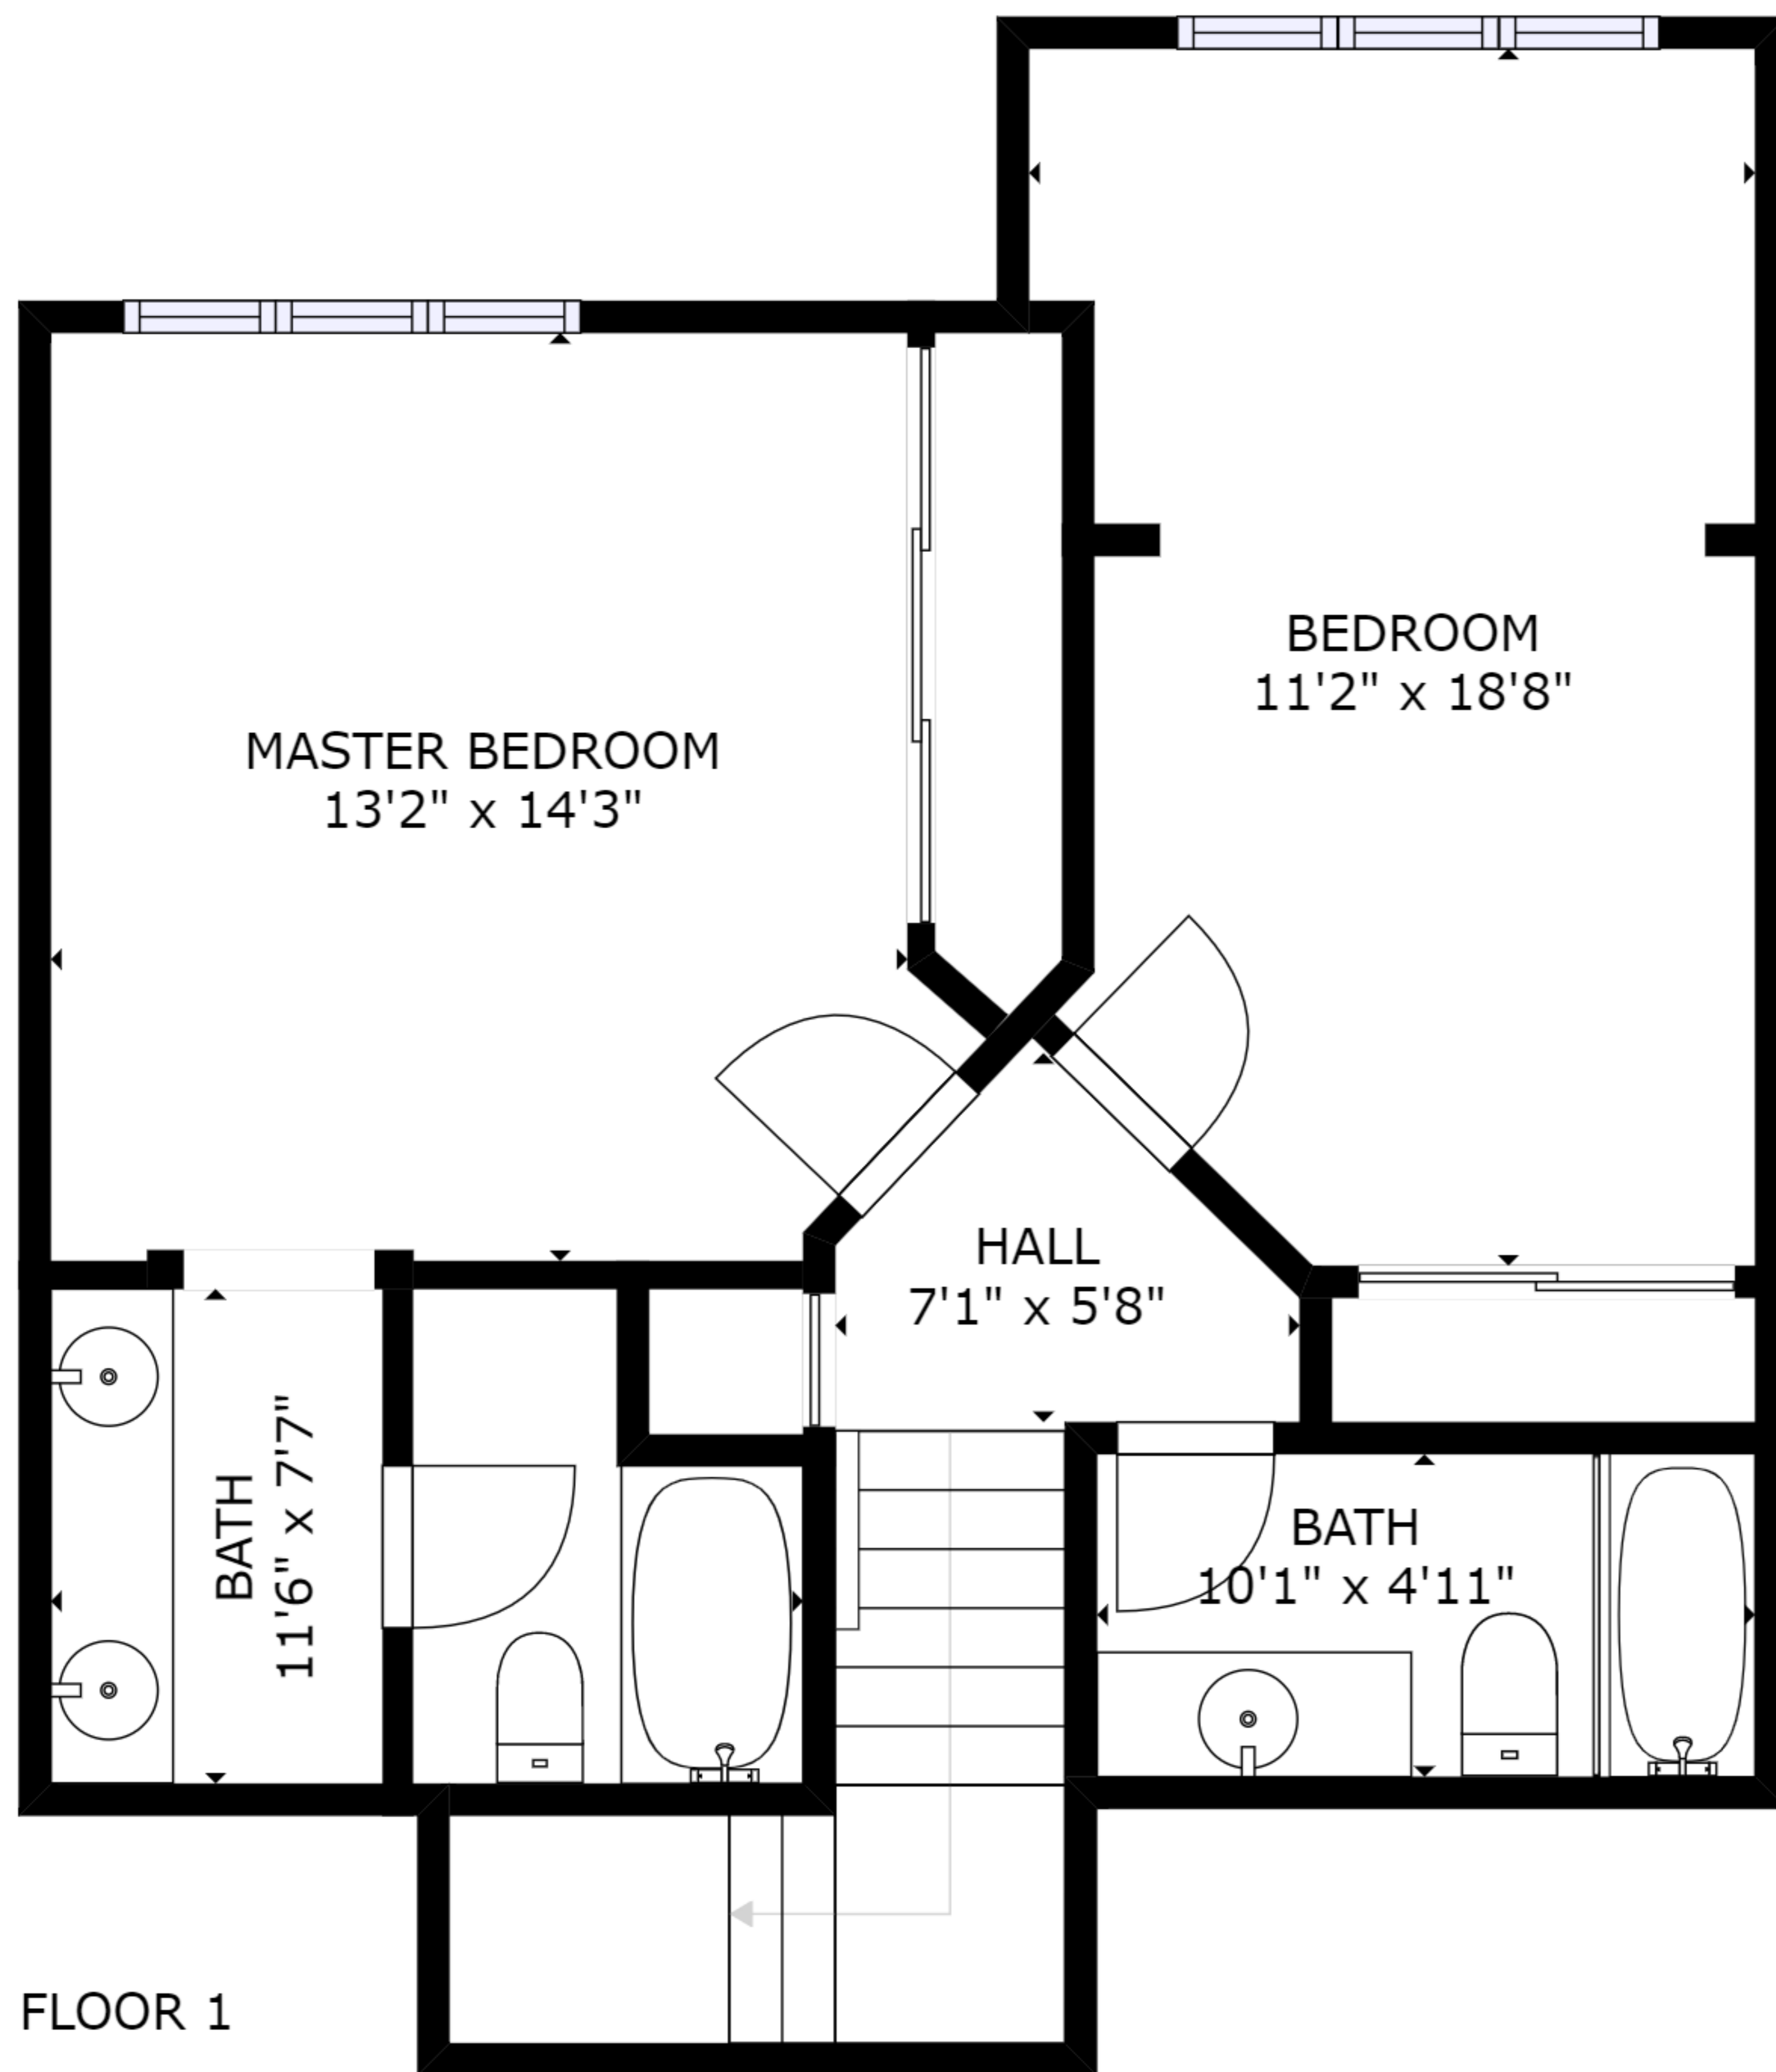 BEDROOM
11'2" x 18'8"
MASTER BEDROOM
13'2" x 14'3"
HALL
7'1" x 5'8"
BATH
11'6" x 7'7"
BATH
10'1" x 4'11"
FLOOR 1